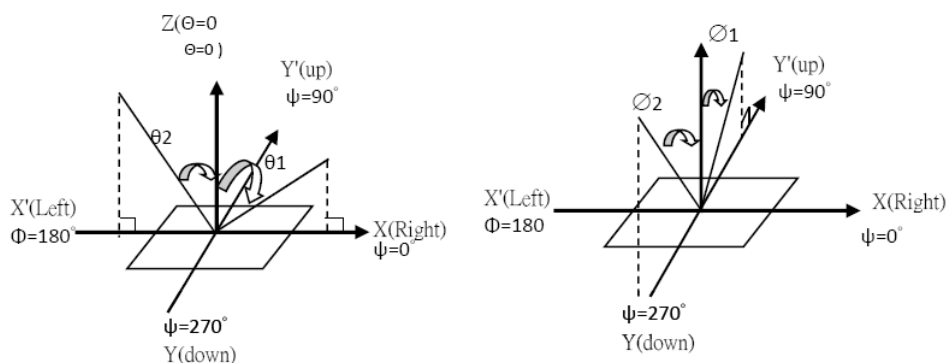 Z(Θ=0
Θ=0 )
Y'(up)
ψ=90°
θ2
θ1
X'(Left)
Φ=180°
X(Right)
ψ=0°
ψ=270°
Y(down)
∅1
Y'(up)
ψ=90°
∅2
X'(Left)
Φ=180
X(Right)
ψ=0°
ψ=270°
Y(down)